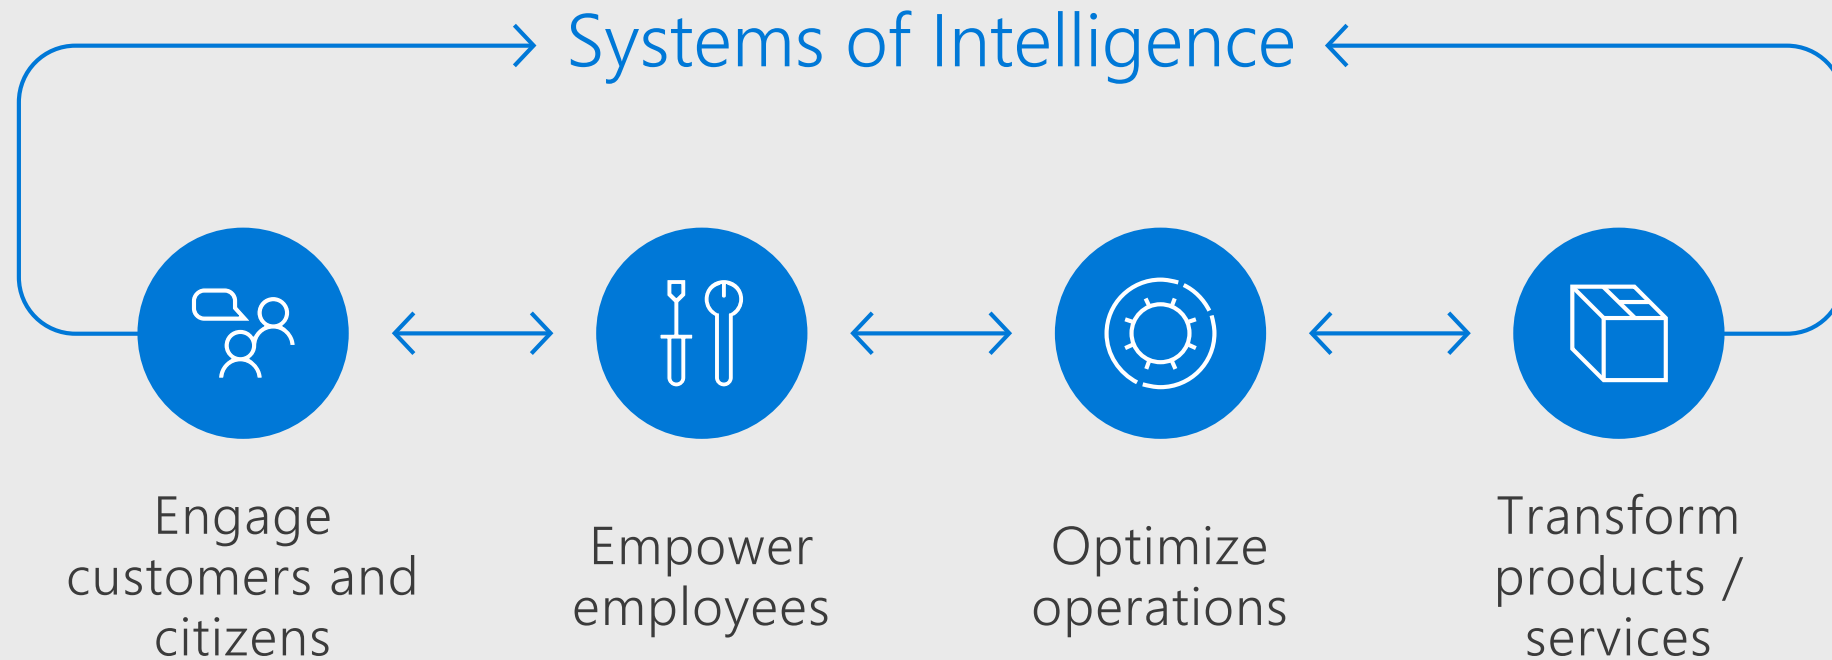 Systems of Intelligence
Engage
customers and
citizens
Empower
employees
Optimize
operations
Transform
products /
services